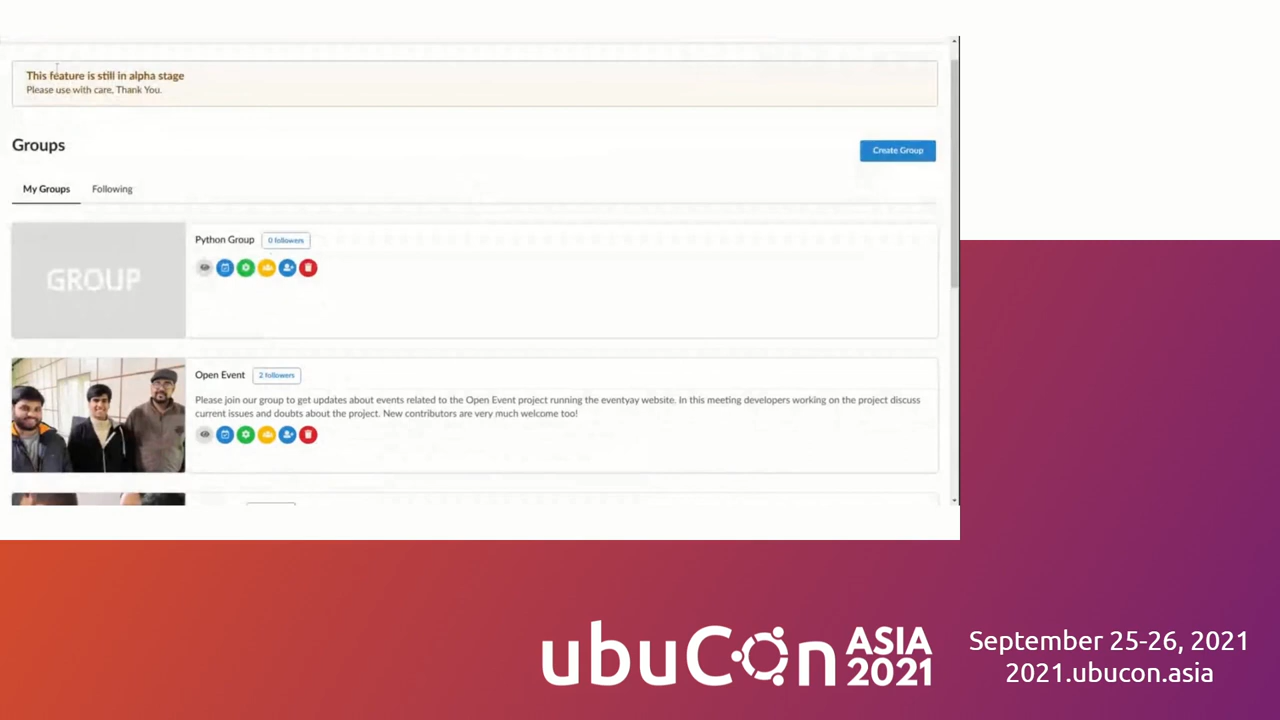 This feature is still in alpha stage
Please use with care, Thank You.
Groups
Create Group
My Groups
Following
GROUP
Python Group
0 followers
Open Event
2 followers
Please join our group to get updates about events related to the Open Event project running the eventyay website. In this meeting developers working on the project discuss
current issues and doubts about the project. New contributors are very much welcome too!
ubuCon ASIA 2021
September 25-26, 2021
2021.ubucon.asia